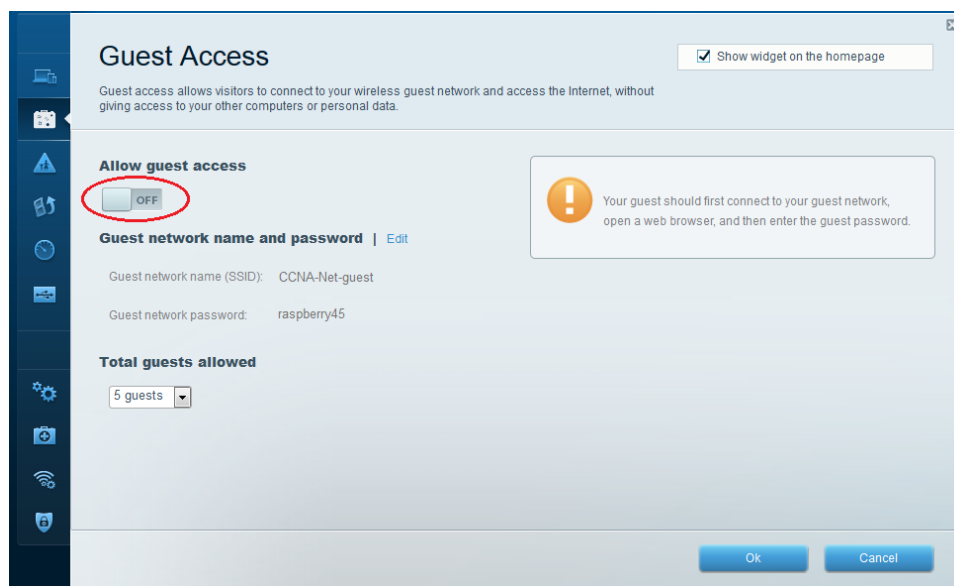 Guest Access
Show widget on the homepage
Guest access allows visitors to connect to your wireless guest network and access the Internet, without
giving access to your other computers or personal data.
Allow guest access
OFF
Your guest should first connect to your guest network,
open a web browser, and then enter the guest password.
Guest network name and password | Edit
Guest network name (SSID): CCNA-Net-guest
Guest network password: raspberry45
Total guests allowed
5 guests
Ok Cancel